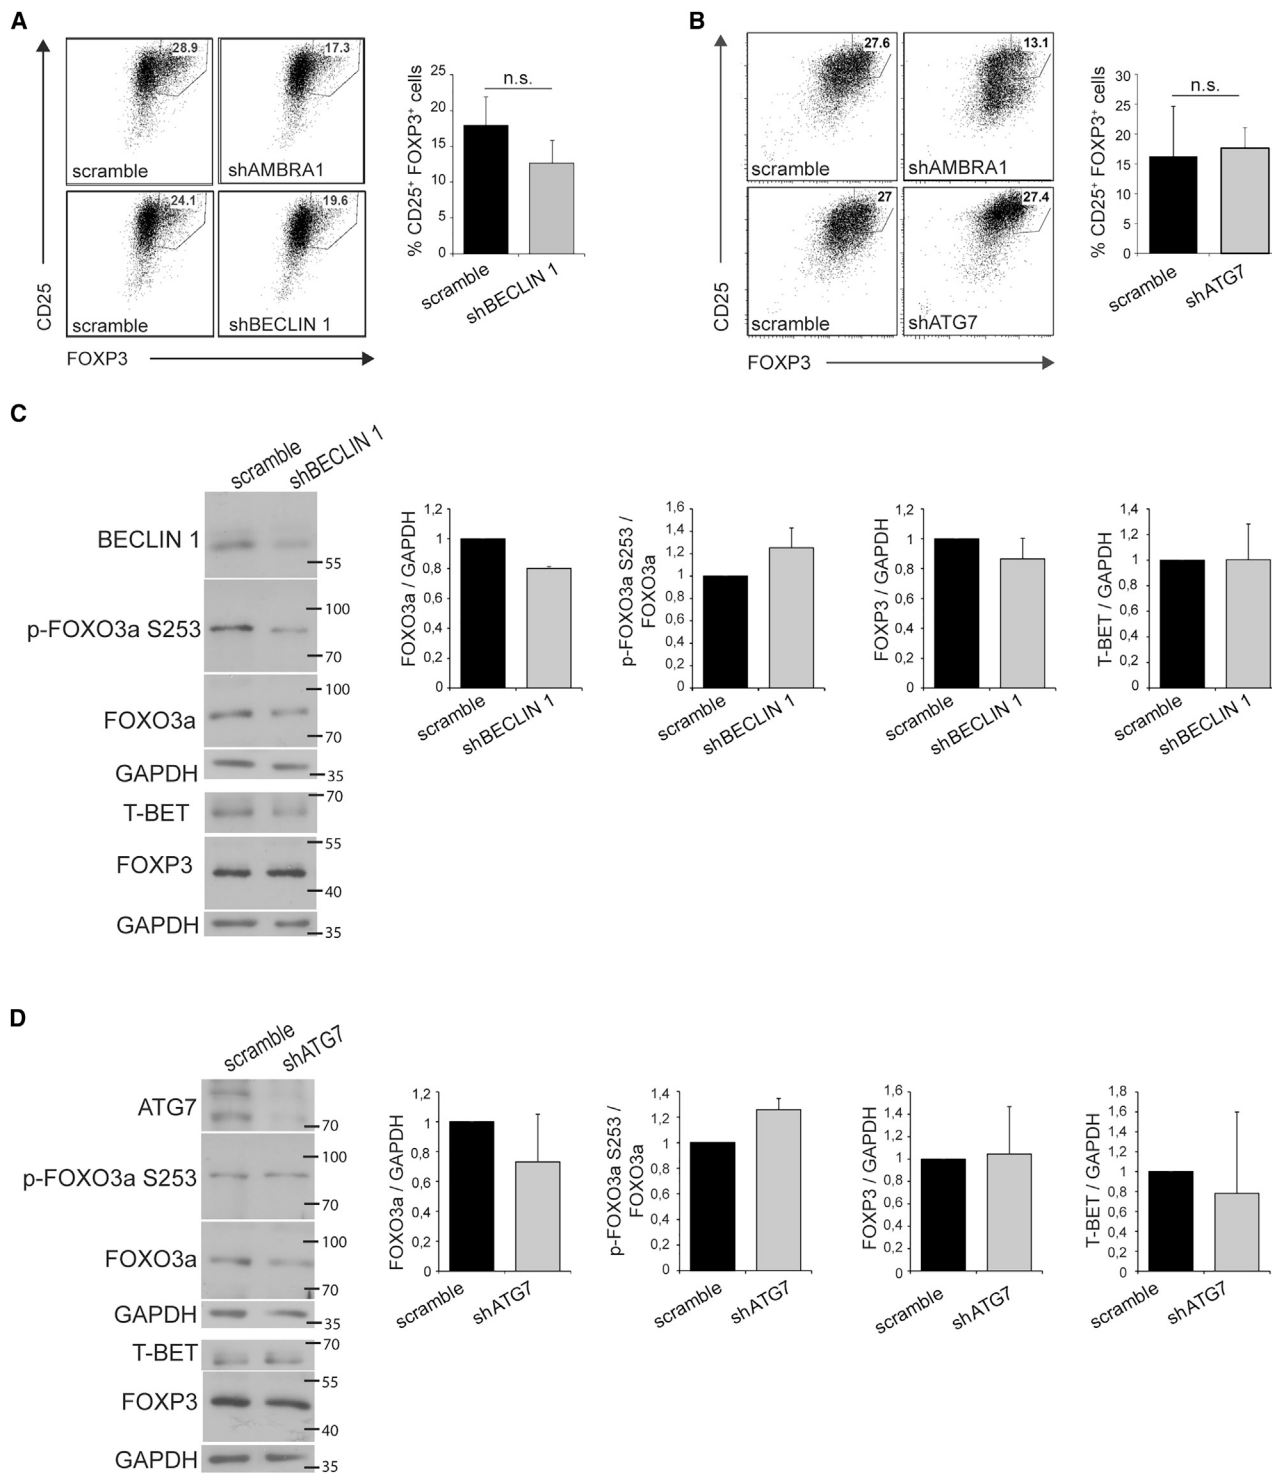 A
CD25
28.9
scramble
17.3
shAMBRA1
24.1
scramble
19.6
shBECLIN 1
FOXP3
% CD25+ FOXP3+ cells
25
20
15
10
5
0
n.s.
scramble
shBECLIN 1
B
CD25
27.6
scramble
13.1
shAMBRA1
27
scramble
27.4
shATG7
FOXP3
% CD25+ FOXP3+ cells
30
25
20
15
10
5
0
n.s.
scramble
shATG7
C
scramble
shBECLIN 1
BECLIN 1
55
p-FOXO3a S253
100
70
FOXO3a
100
70
GAPDH
35
T-BET
70
FOXP3
55
40
GAPDH
35
FOXO3a / GAPDH
1,2
1
0,8
0,6
0,4
0,2
0
scramble
shBECLIN 1
p-FOXO3a S253 /
FOXO3a
1,6
1,4
1,2
1
0,8
0,6
0,4
0,2
0
scramble
shBECLIN 1
FOXP3 / GAPDH
1,2
1
0,8
0,6
0,4
0,2
0
scramble
shBECLIN 1
T-BET / GAPDH
1,4
1,2
1
0,8
0,6
0,4
0,2
0
scramble
shBECLIN 1
D
scramble
shATG7
ATG7
70
p-FOXO3a S253
100
70
FOXO3a
100
70
GAPDH
35
T-BET
70
FOXP3
55
40
GAPDH
35
FOXO3a / GAPDH
1,2
1
0,8
0,6
0,4
0,2
0
scramble
shATG7
p-FOXO3a S253 /
FOXO3a
1,4
1,2
1
0,8
0,6
0,4
0,2
0
scramble
shATG7
FOXP3 / GAPDH
1,6
1,4
1,2
1
0,8
0,6
0,4
0,2
0
scramble
shATG7
T-BET / GAPDH
1,8
1,6
1,4
1,2
1
0,8
0,6
0,4
0,2
0
scramble
shATG7